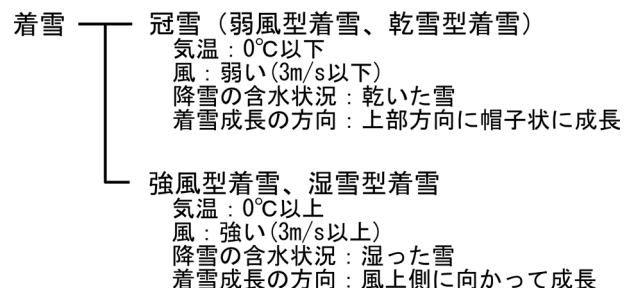 着雪
冠雪（弱風型着雪、乾雪型着雪）
気温：0℃以下
風：弱い(3m/s以下)
降雪の含水状況：乾いた雪
着雪成長の方向：上部方向に帽子状に成長
強風型着雪、湿雪型着雪
気温：0℃以上
風：強い(3m/s以上)
降雪の含水状況：湿った雪
着雪成長の方向：風上側に向かって成長